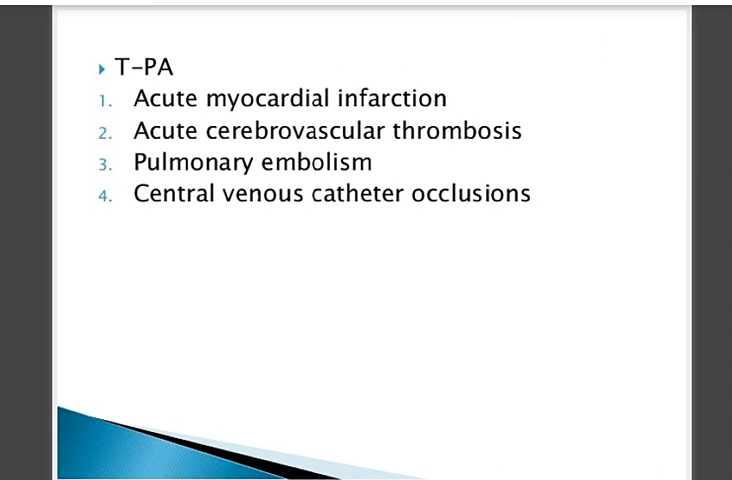 T-PA
1. Acute myocardial infarction
2. Acute cerebrovascular thrombosis
3. Pulmonary embolism
4. Central venous catheter occlusions